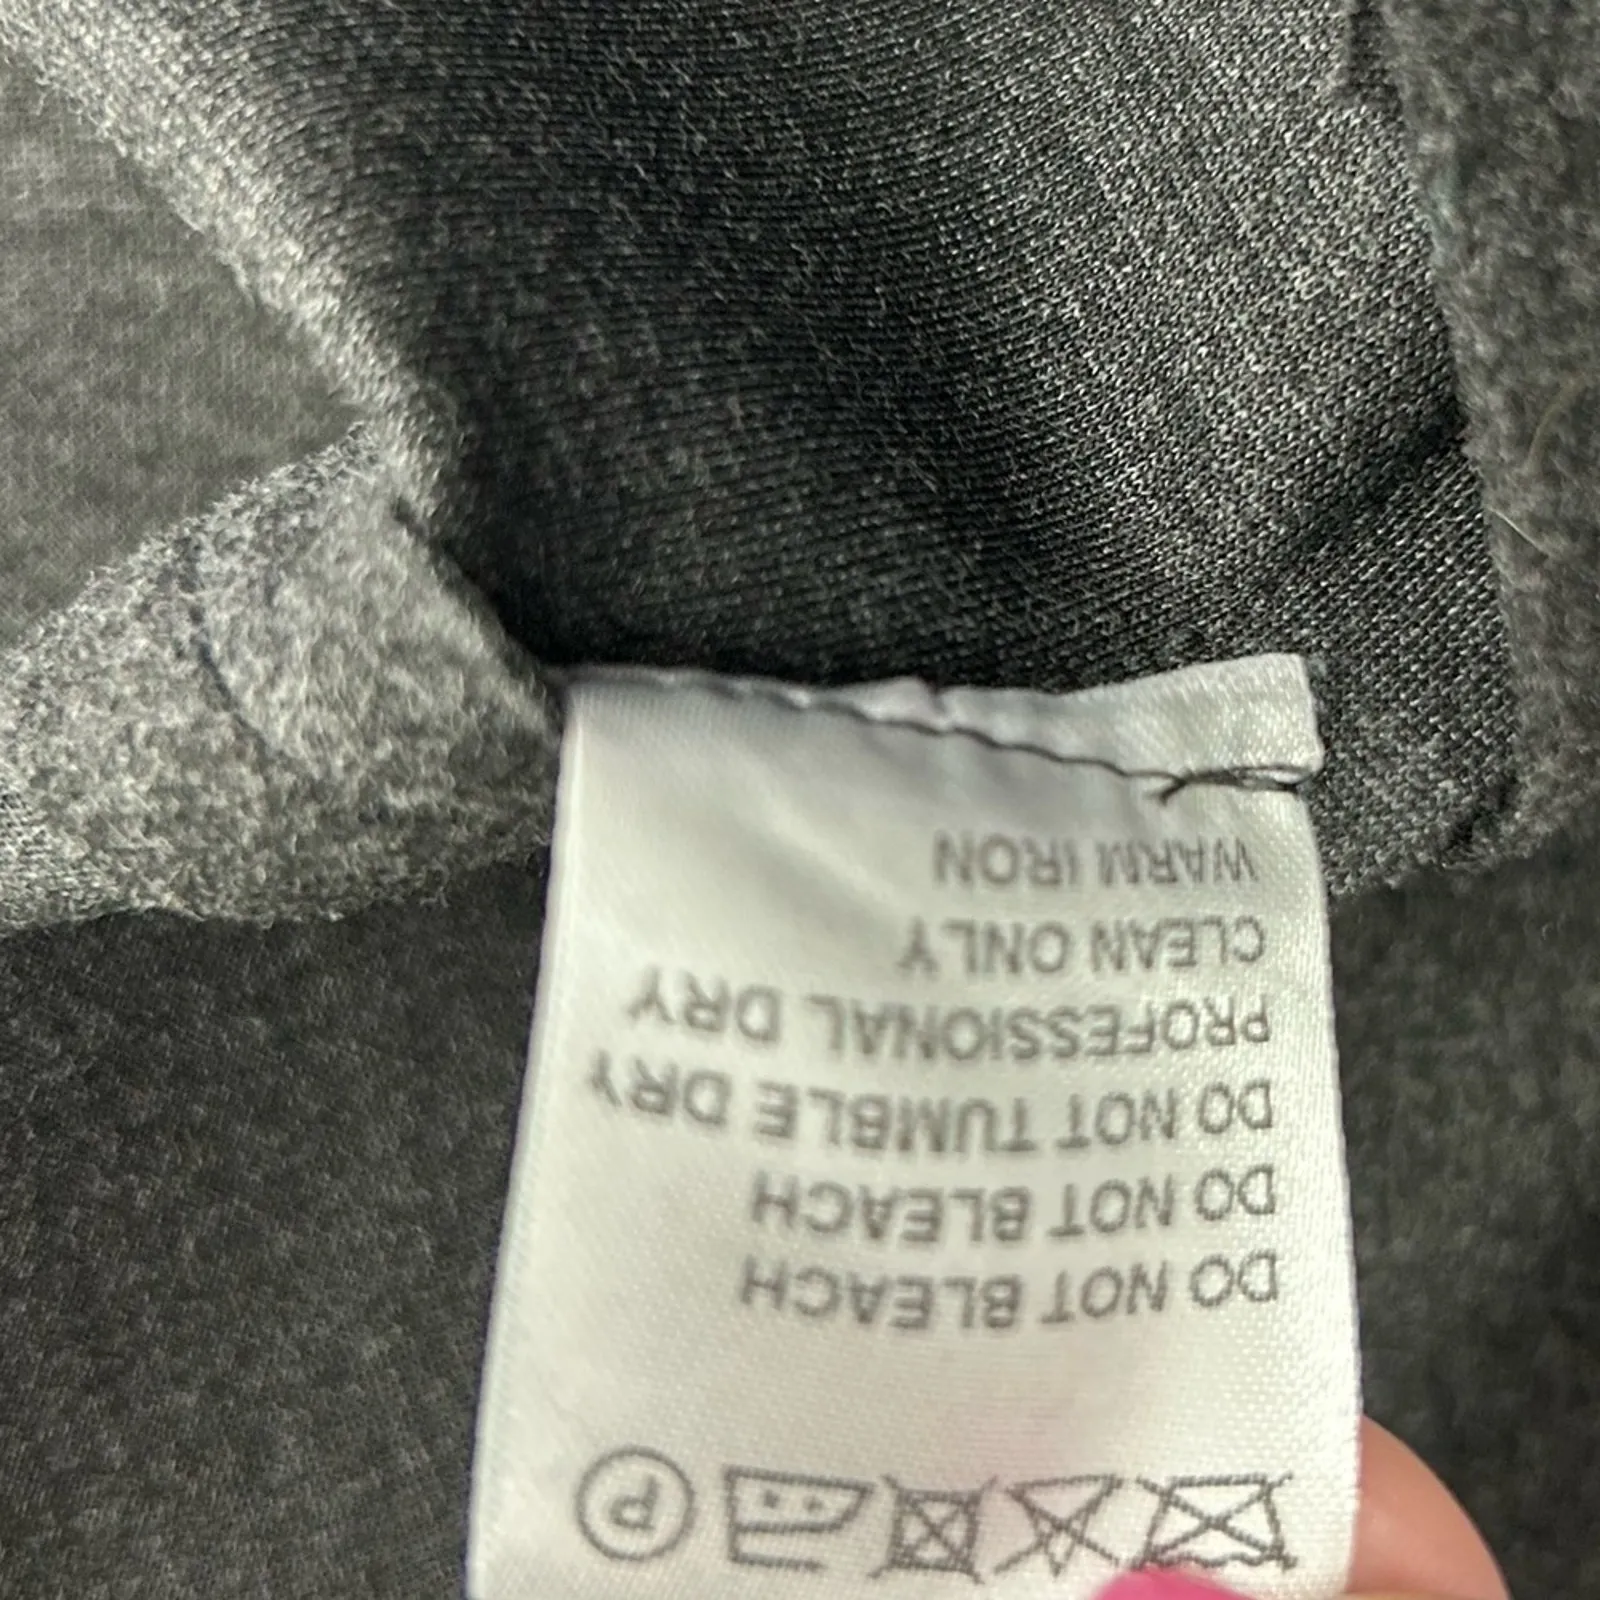 P
DO NOT BLEACH
DO NOT BLEACH
DO NOT TUMBLE DRY
PROFESSIONAL DRY
CLEAN ONLY
WARM IRON